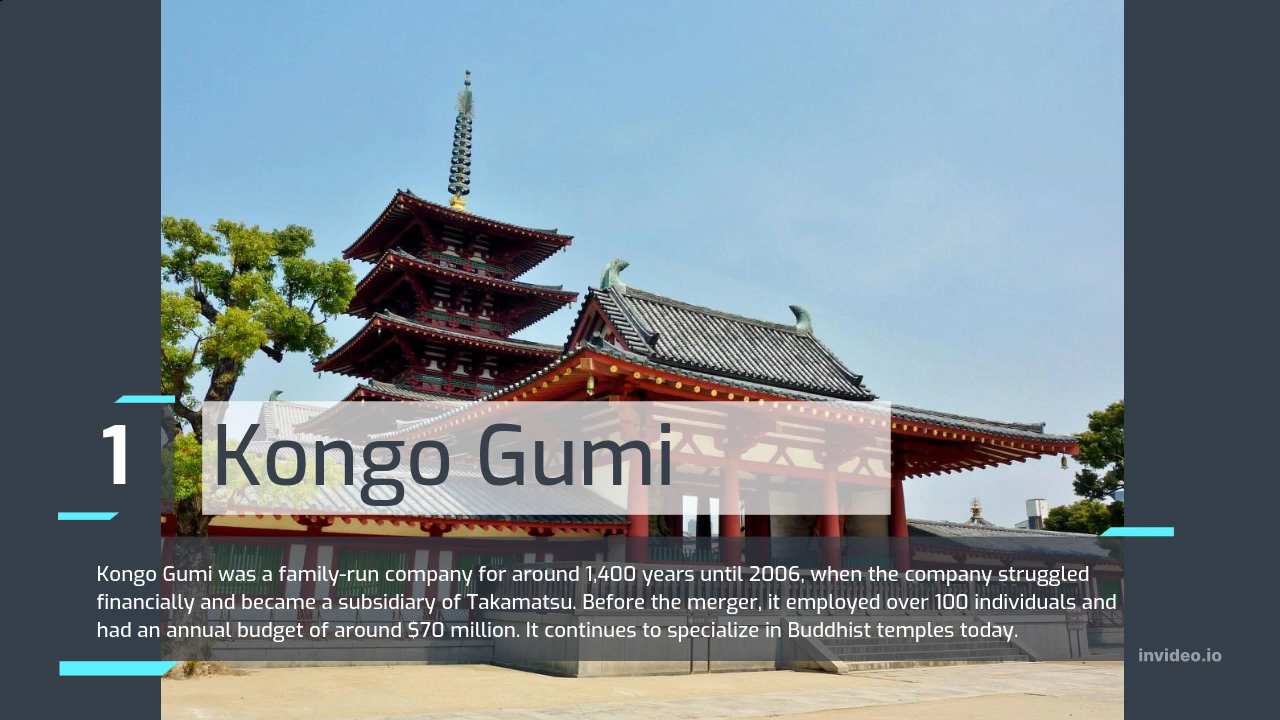 1
Kongo Gumi
Kongo Gumi was a family-run company for around 1,400 years until 2006, when the company struggled
financially and became a subsidiary of Takamatsu. Before the merger, it employed over 100 individuals and
had an annual budget of around $70 million. It continues to specialize in Buddhist temples today.
invideo.io